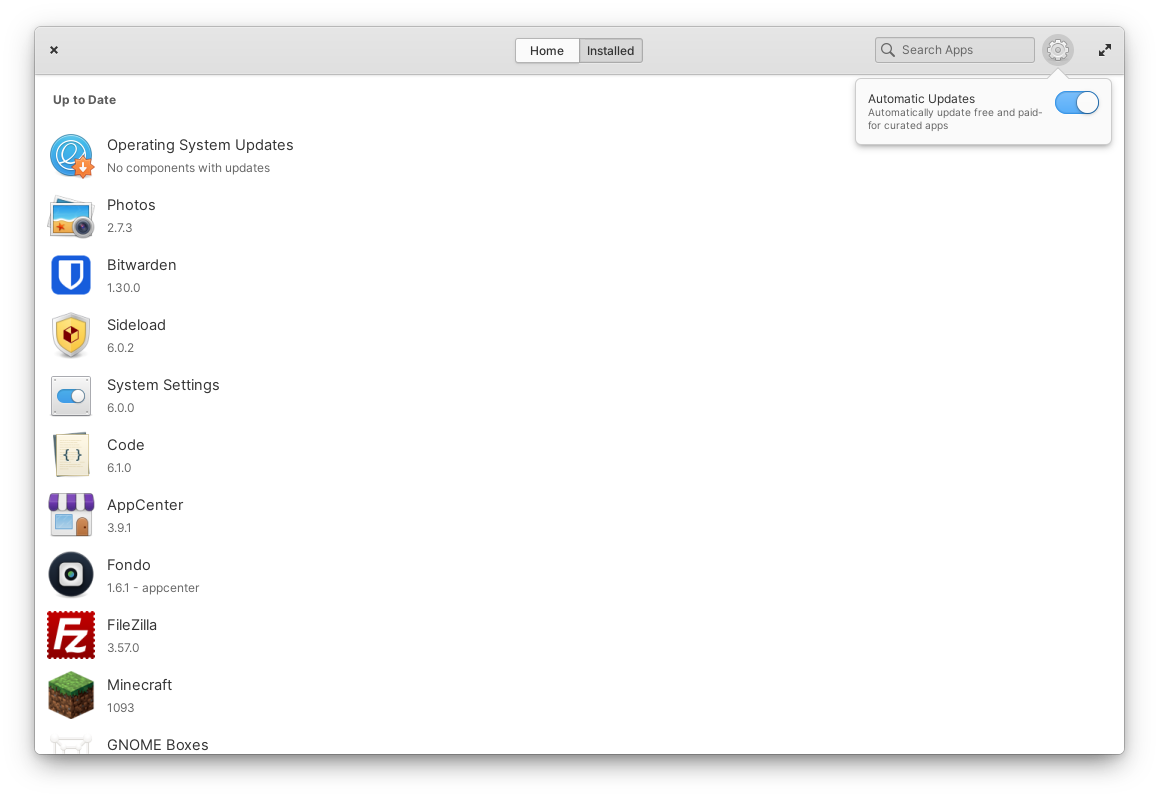 Home
Installed
Search Apps
Automatic Updates
Automatically update free and paid-
for curated apps
Up to Date
Operating System Updates
No components with updates
Photos
2.7.3
Bitwarden
1.30.0
Sideload
6.0.2
System Settings
6.0.0
Code
{ }
6.1.0
AppCenter
3.9.1
Fondo
1.6.1 - appcenter
FileZilla
Fz
3.57.0
Minecraft
1093
GNOME Boxes